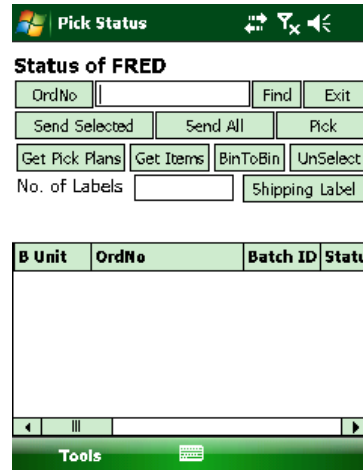 Pick Status
Status of FRED
OrdNo Find Exit
Send Selected Send All Pick
Get Pick Plans Get Items BinToBin UnSelect
No. of Labels Shipping Label
B Unit OrdNo Batch ID Statu
Tools